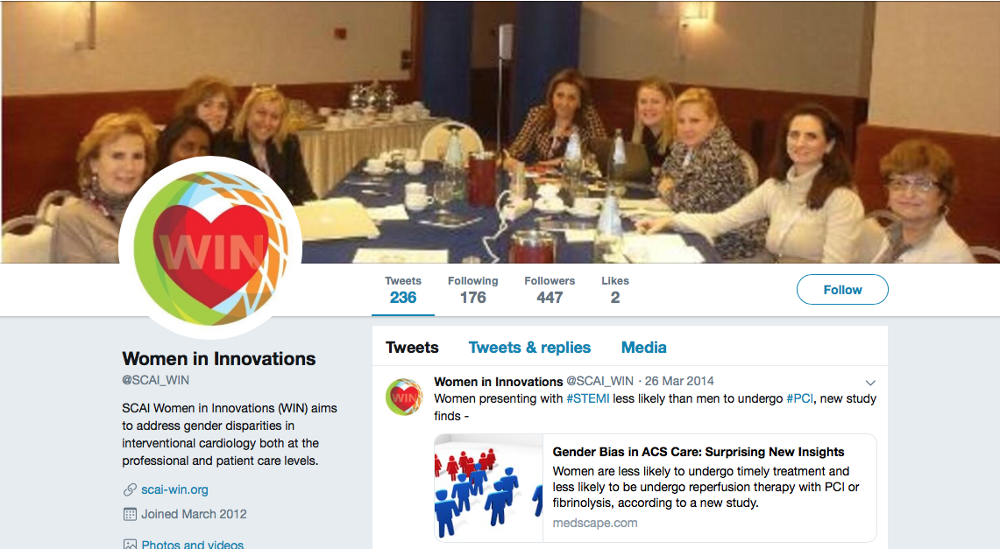 WIN
Tweets
236
Following
176
Followers
447
Likes
2
Follow
Women in Innovations
@SCAI_WIN
SCAI Women in Innovations (WIN) aims
to address gender disparities in
interventional cardiology both at the
professional and patient care levels.
scai-win.org
Joined March 2012
Photos and videos
Tweets
Tweets & replies
Media
WIN
Women in Innovations @SCAI_WIN · 26 Mar 2014
Women presenting with #STEMI less likely than men to undergo #PCI, new study
finds -
Gender Bias in ACS Care: Surprising New Insights
Women are less likely to undergo timely treatment and
less likely to be undergo reperfusion therapy with PCI or
fibrinolysis, according to a new study.
medscape.com